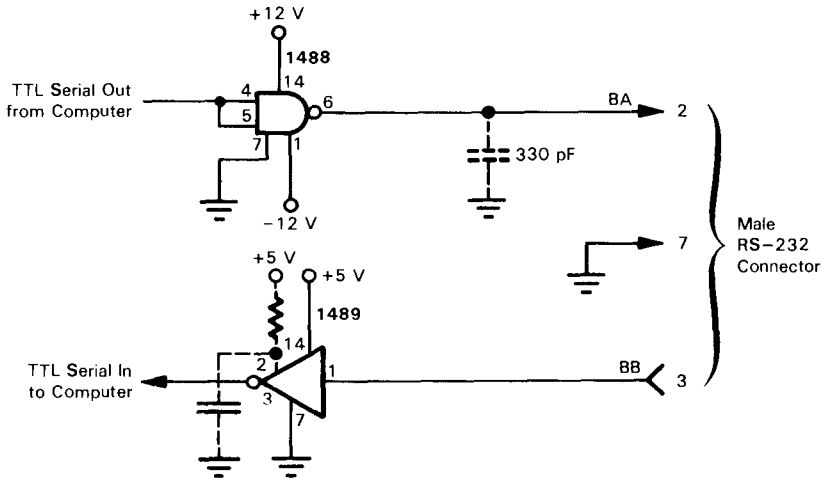 +12 V
1488
14
TTL Serial Out
from Computer
4
5
6
7
1
-12 V
BA
2
330 pF
7
Male
RS-232
Connector
+5 V
+5 V
1489
14
2
TTL Serial In
to Computer
3
7
1
BB
3